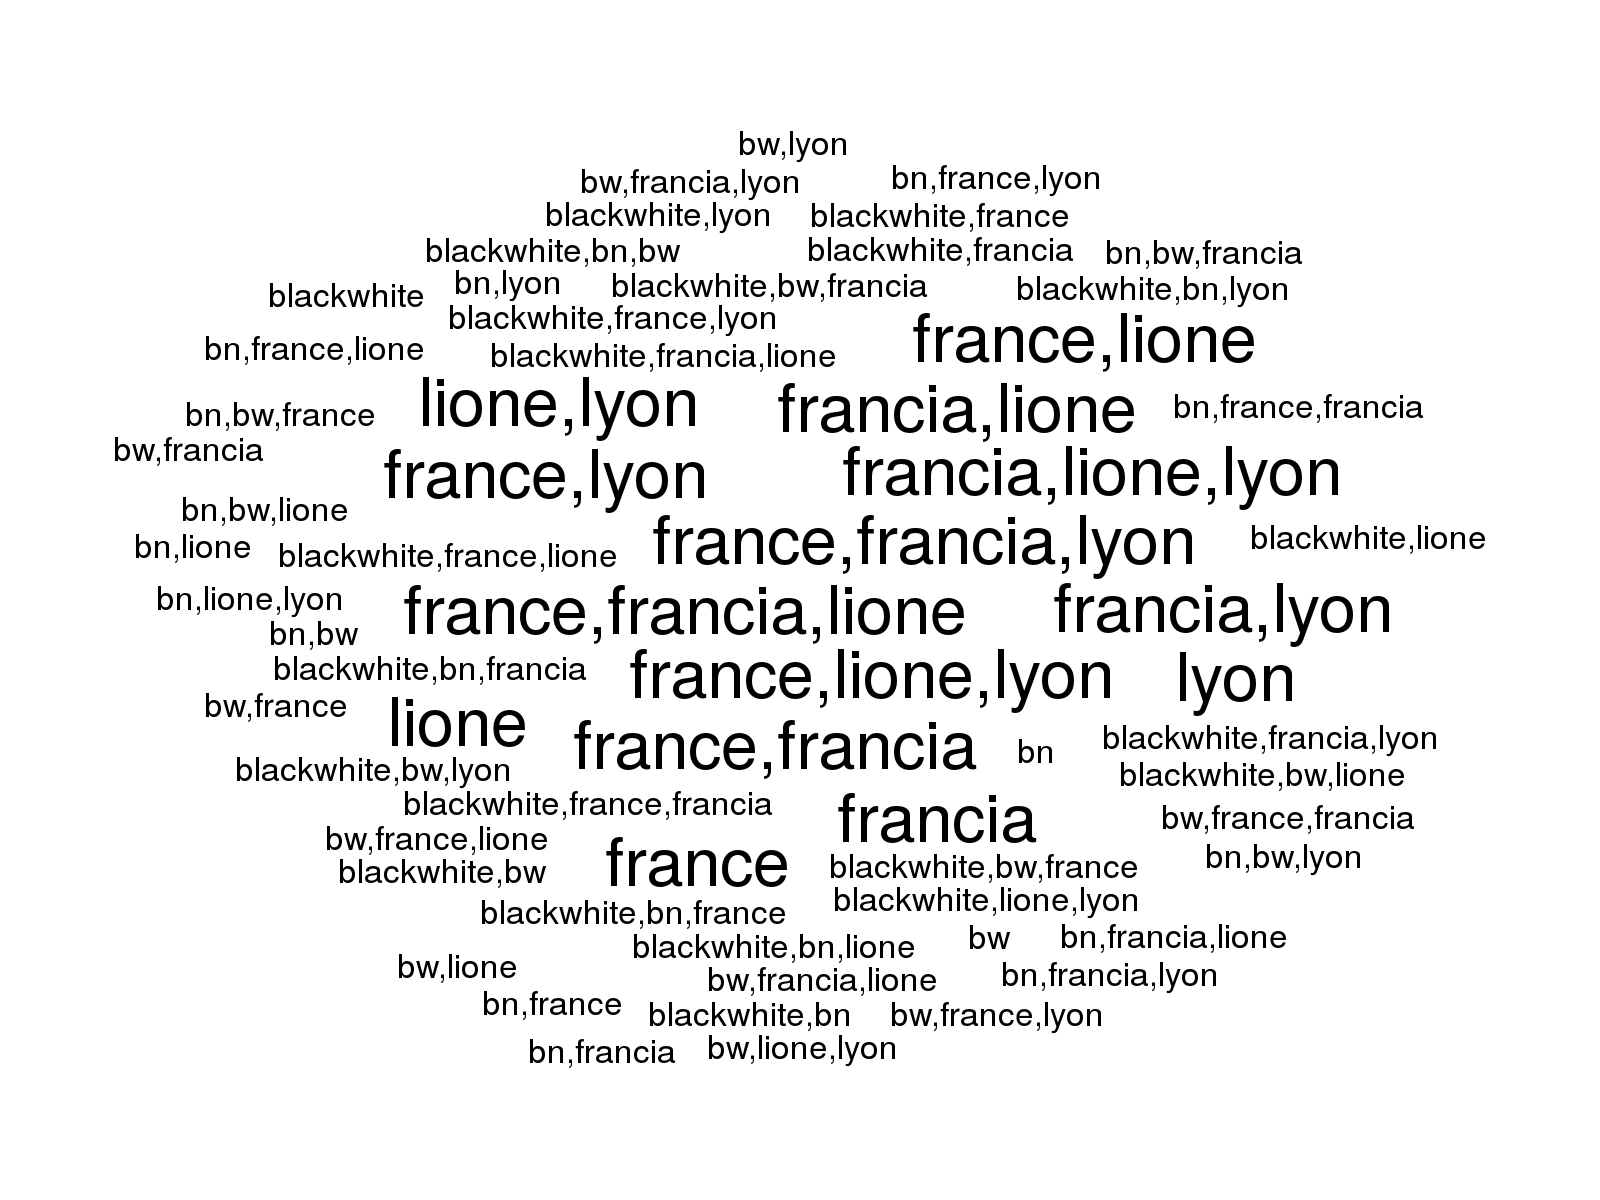 bw,lyon
bw,francia,lyon
bn,france,lyon
blackwhite,lyon
blackwhite,france
blackwhite,bn,bw
blackwhite,francia
bn,bw,francia
blackwhite
bn,lyon
blackwhite,bw,francia
blackwhite,bn,lyon
blackwhite,france,lyon
france,lione
bn,france,lione
blackwhite,francia,lione
lione,lyon
francia,lione
bn,france,francia
bn,bw,france
bw,francia
france,lyon
francia,lione,lyon
bn,bw,lione
bn,lione
blackwhite,france,lione
france,francia,lyon
blackwhite,lione
bn,lione,lyon
france,francia,lione
francia,lyon
bn,bw
blackwhite,bn,francia
france,lione,lyon
lyon
bw,france
lione
france,francia
bn
blackwhite,francia,lyon
blackwhite,bw,lyon
blackwhite,bw,lione
blackwhite,france,francia
francia
bw,france,francia
bw,france,lione
france
blackwhite,bw,france
bn,bw,lyon
blackwhite,bw
blackwhite,lione,lyon
blackwhite,bn,france
blackwhite,bn,lione
bw
bn,francia,lione
bw,lione
bw,francia,lione
bn,francia,lyon
bn,france
blackwhite,bn
bw,france,lyon
bn,francia
bw,lione,lyon